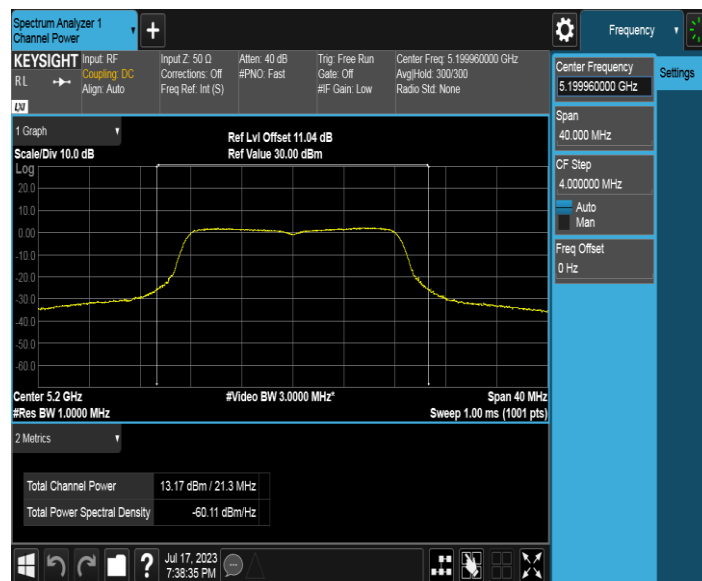 Spectrum Analyzer 1
Channel Power
+
Frequency
KEYSIGHT
RL
LXI
Input: RF
Coupling: DC
Align: Auto
Input Z: 50 Ω
Corrections: Off
Freq Ref: Int (S)
Atten: 40 dB
#PNO: Fast
Trig: Free Run
Gate: Off
#IF Gain: Low
Center Freq: 5.199960000 GHz
Avg|Hold: 300/300
Radio Std: None
Center Frequency
5.199960000 GHz
Settings
Span
40.000 MHz
CF Step
4.000000 MHz
Auto
Man
Freq Offset
0 Hz
1 Graph
Scale/Div 10.0 dB
Ref Lvl Offset 11.04 dB
Ref Value 30.00 dBm
Log
20.0
10.0
0.00
-10.0
-20.0
-30.0
-40.0
-50.0
-60.0
Center 5.2 GHz
#Video BW 3.0000 MHz*
Span 40 MHz
#Res BW 1.0000 MHz
Sweep 1.00 ms (1001 pts)
2 Metrics
Total Channel Power 13.17 dBm / 21.3 MHz
Total Power Spectral Density -60.11 dBm/Hz
?
Jul 17, 2023
7:38:35 PM